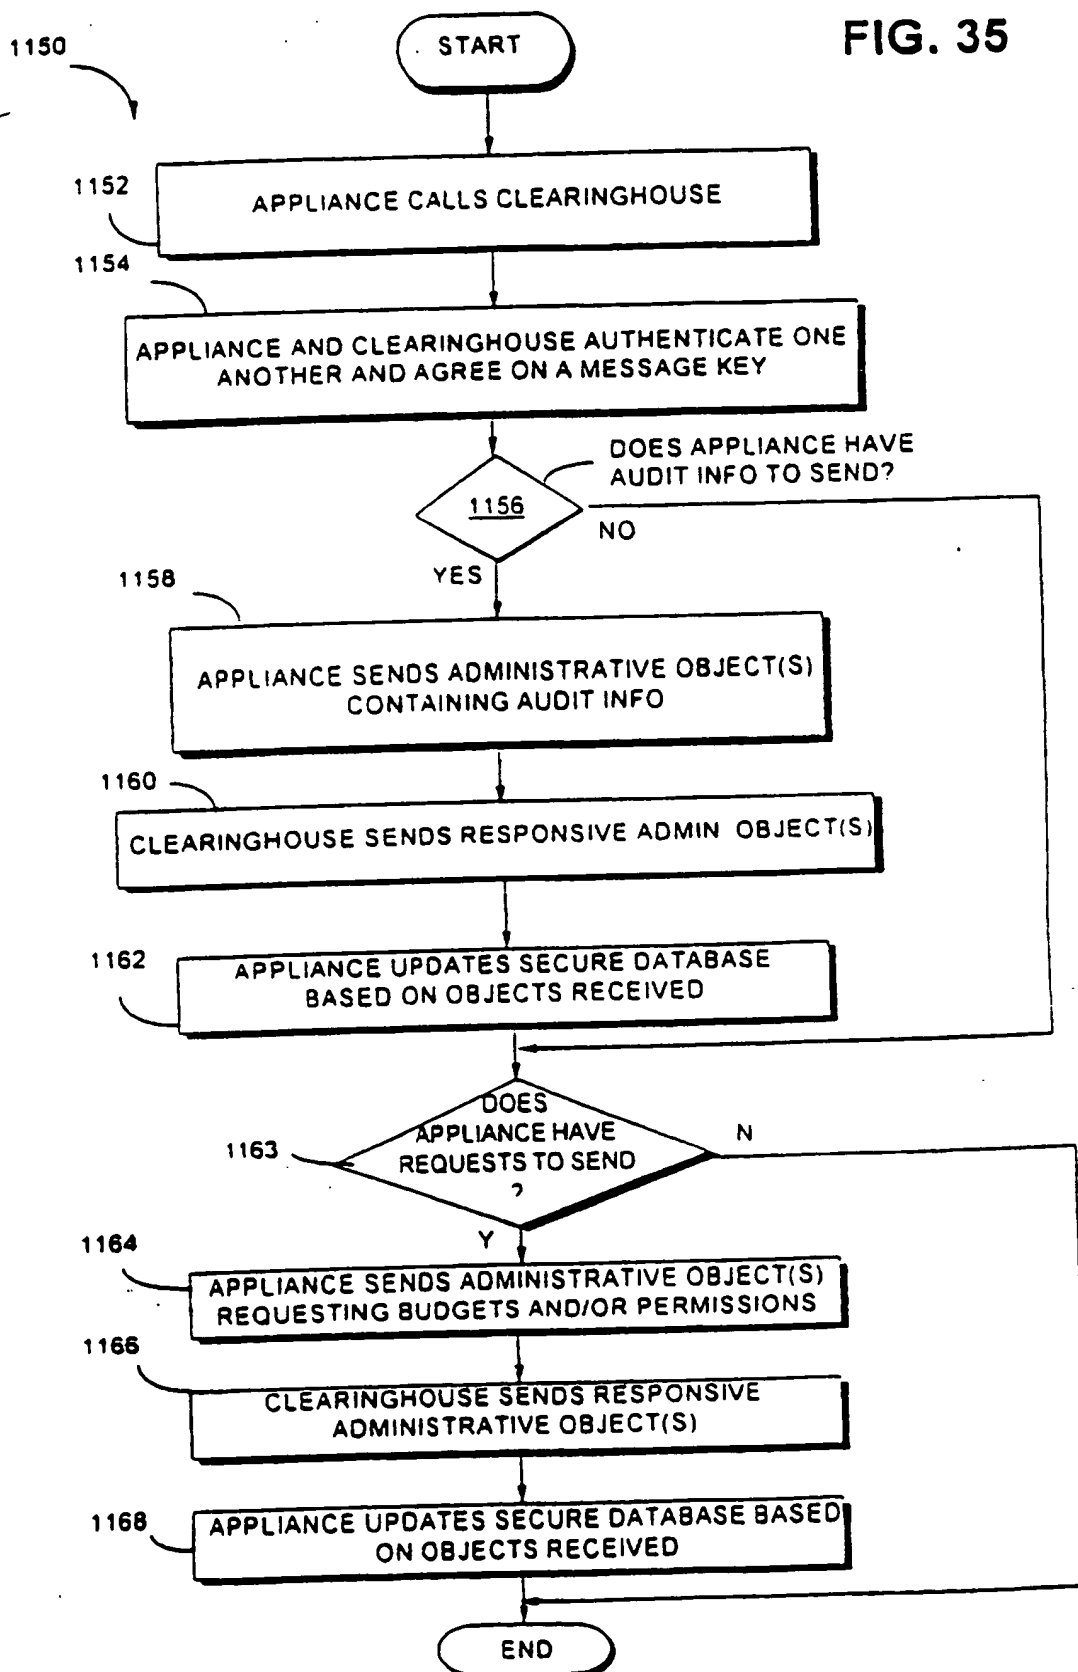 FIG. 35
1150
START
1152
APPLIANCE CALLS CLEARINGHOUSE
1154
APPLIANCE AND CLEARINGHOUSE AUTHENTICATE ONE
ANOTHER AND AGREE ON A MESSAGE KEY
DOES APPLIANCE HAVE
AUDIT INFO TO SEND?
1156
NO
YES
1158
APPLIANCE SENDS ADMINISTRATIVE OBJECT(S)
CONTAINING AUDIT INFO
1160
CLEARINGHOUSE SENDS RESPONSIVE ADMIN OBJECT(S)
1162
APPLIANCE UPDATES SECURE DATABASE
BASED ON OBJECTS RECEIVED
1163
DOES
APPLIANCE HAVE
REQUESTS TO SEND
?
N
Y
1164
APPLIANCE SENDS ADMINISTRATIVE OBJECT(S)
REQUESTING BUDGETS AND/OR PERMISSIONS
1166
CLEARINGHOUSE SENDS RESPONSIVE
ADMINISTRATIVE OBJECT(S)
1168
APPLIANCE UPDATES SECURE DATABASE BASED
ON OBJECTS RECEIVED
END